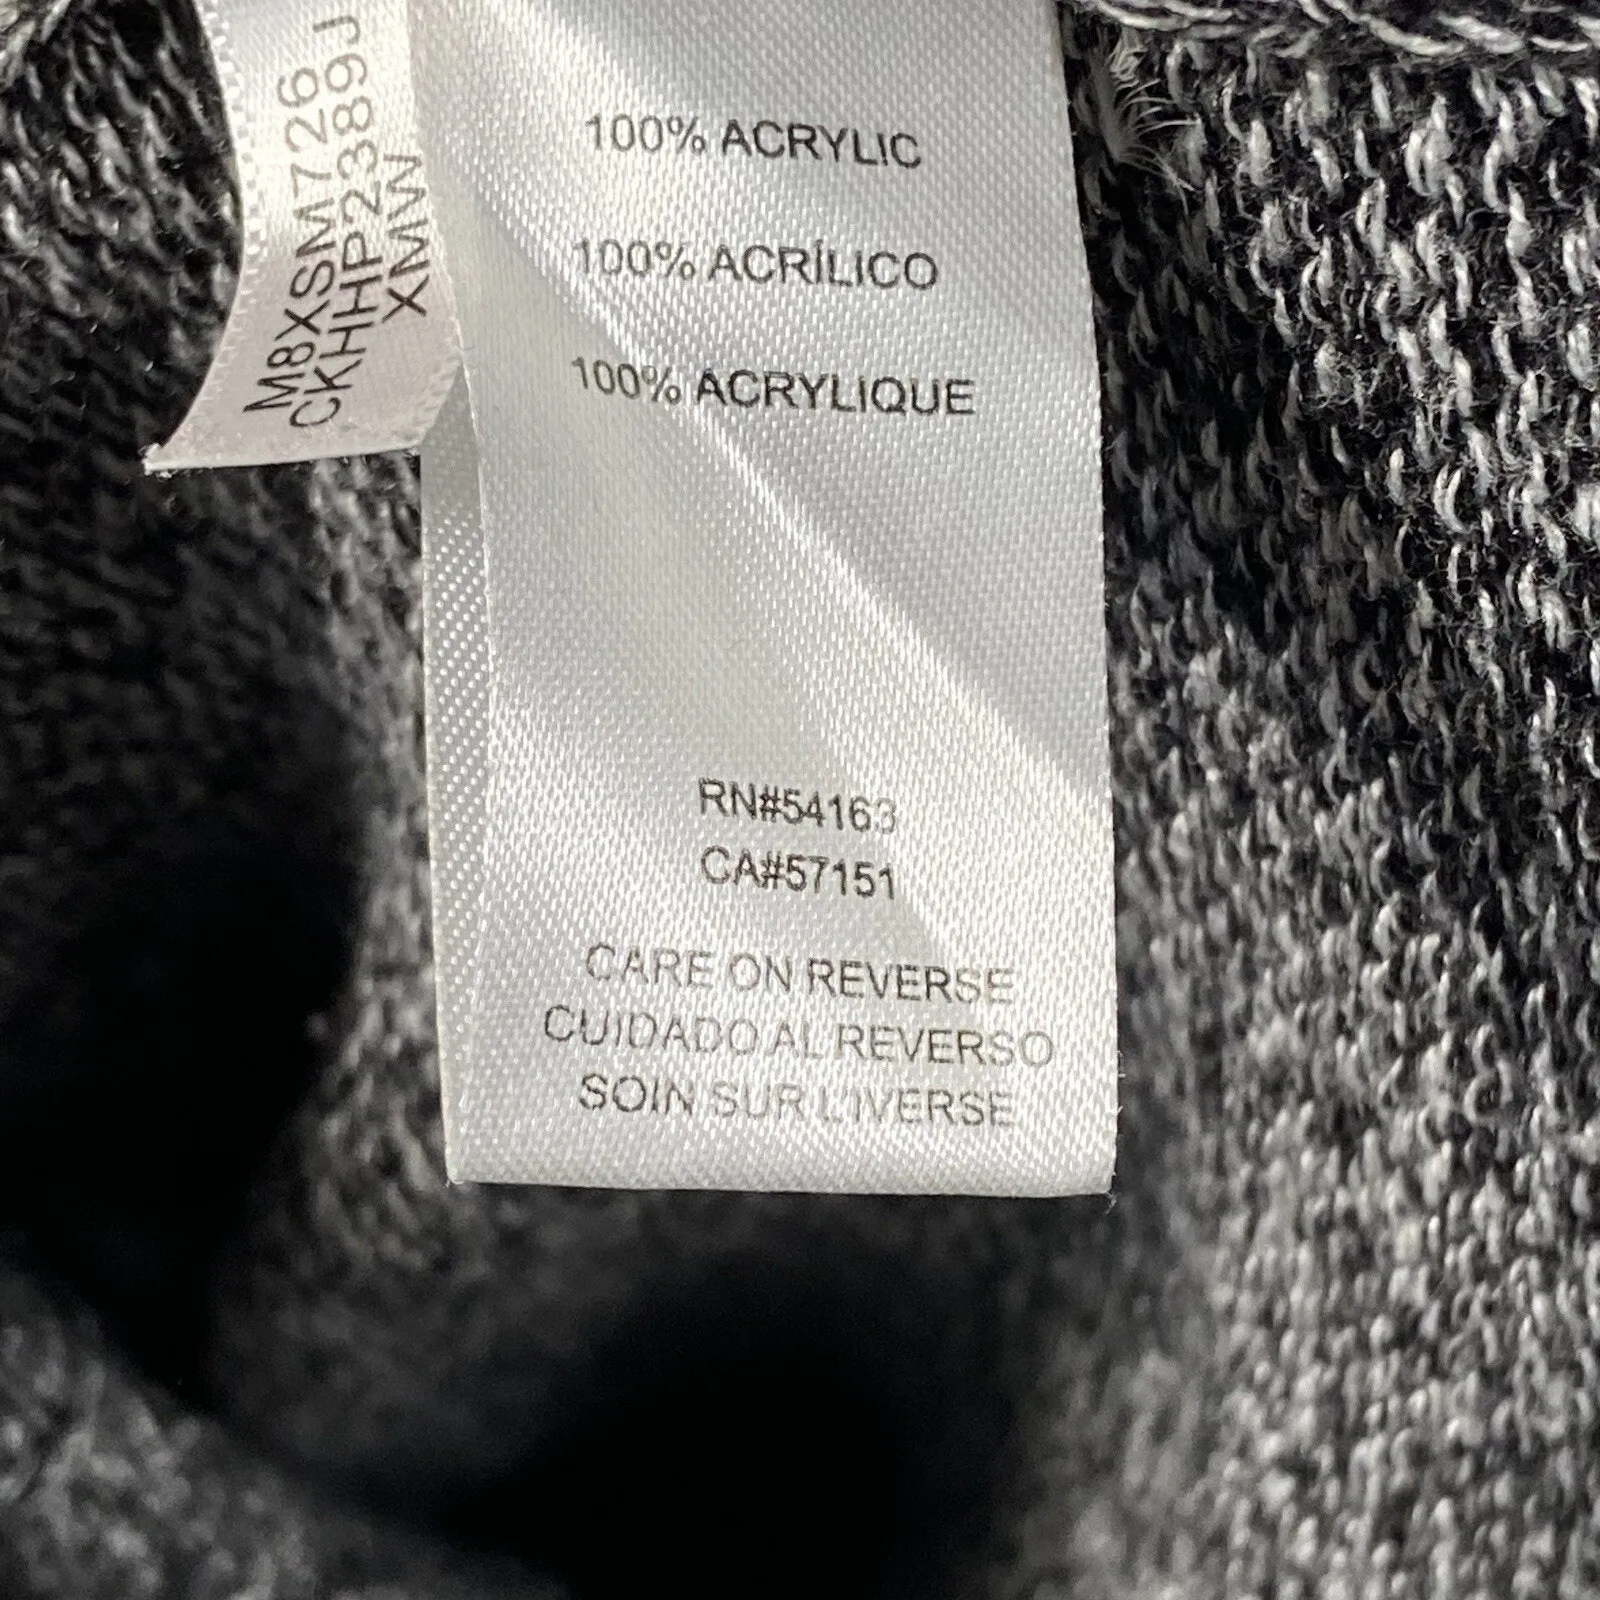 M8XSM726
CKHHP2389J
XMW
100% ACRYLIC
100% ACRÍLICO
100% ACRYLIQUE
RN#54163
CA#57151
CARE ON REVERSE
CUIDADO AL REVERSO
SOIN SUR L'IVERSE